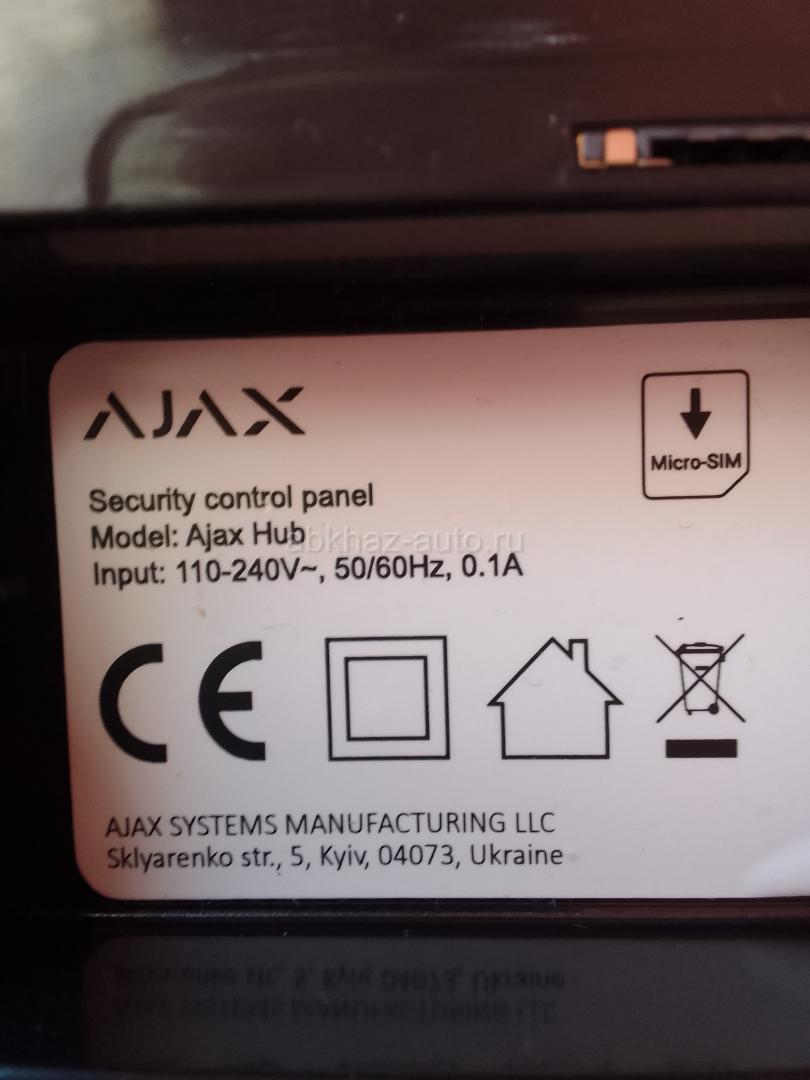 AJAX
Micro-SIM
Security control panel
Model: Ajax Hub
abkhaz-auto.ru
Input: 110-240V~, 50/60Hz, 0.1A
CE
AJAX SYSTEMS MANUFACTURING LLC
Sklyarenko str., 5, Kyiv, 04073, Ukraine